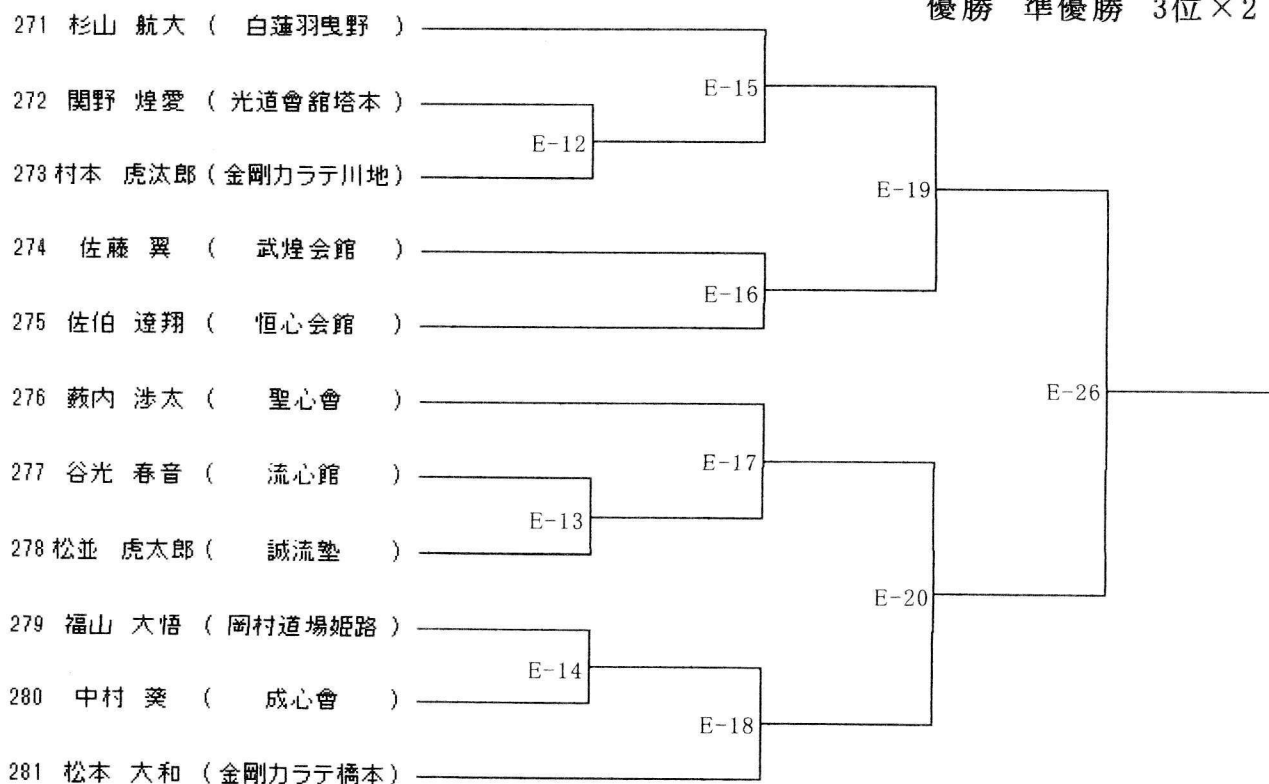 優勝 準優勝 3位×2
271 杉山 航大 ( 白蓮羽曳野 )
E-15
272 関野 煌愛 ( 光道會舘塔本 )
E-12
273 村本 虎汰郎 ( 金剛カラテ川地 )
E-19
274 佐藤 翼 ( 武煌会館 )
E-16
275 佐伯 遼翔 ( 恒心会館 )
276 薮内 渉太 ( 聖心會 )
E-26
277 谷光 春音 ( 流心館 )
E-17
E-13
278 松並 虎太郎 ( 誠流塾 )
E-20
279 福山 大悟 ( 岡村道場姫路 )
E-14
280 中村 葵 ( 成心會 )
E-18
281 松本 大和 ( 金剛カラテ橋本 )